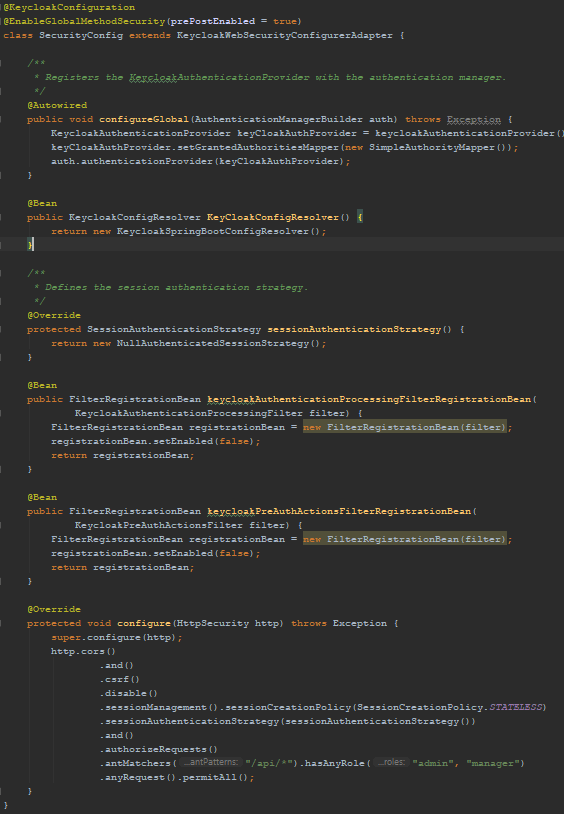 @KeycloakConfiguration
@EnableGlobalMethodSecurity(prePostEnabled = true)
class SecurityConfig extends KeycloakWebSecurityConfigurerAdapter {
/**
* Registers the KeycloakAuthenticationProvider with the authentication manager.
*/
@Autowired
public void configureGlobal(AuthenticationManagerBuilder auth) throws Exception {
KeycloakAuthenticationProvider keyCloakAuthProvider = keycloakAuthenticationProvider()
keyCloakAuthProvider.setGrantedAuthoritiesMapper(new SimpleAuthorityMapper());
auth.authenticationProvider(keyCloakAuthProvider);
}
@Bean
public KeycloakConfigResolver KeyCloakConfigResolver() {
return new KeycloakSpringBootConfigResolver();
}
/**
* Defines the session authentication strategy.
*/
@Override
protected SessionAuthenticationStrategy sessionAuthenticationStrategy() {
return new NullAuthenticatedSessionStrategy();
}
@Bean
public FilterRegistrationBean keycloakAuthenticationProcessingFilterRegistrationBean(
KeycloakAuthenticationProcessingFilter filter) {
FilterRegistrationBean registrationBean = new FilterRegistrationBean(filter);
registrationBean.setEnabled(false);
return registrationBean;
}
@Bean
public FilterRegistrationBean keycloakPreAuthActionsFilterRegistrationBean(
KeycloakPreAuthActionsFilter filter) {
FilterRegistrationBean registrationBean = new FilterRegistrationBean(filter);
registrationBean.setEnabled(false);
return registrationBean;
}
@Override
protected void configure(HttpSecurity http) throws Exception {
super.configure(http);
http.cors()
.and()
.csrf()
.disable()
.sessionManagement().sessionCreationPolicy(SessionCreationPolicy.STATELESS)
.sessionAuthenticationStrategy(sessionAuthenticationStrategy())
.and()
.authorizeRequests()
.antMatchers( ...antPatterns: "/api/*").hasAnyRole( ...roles: "admin", "manager")
.anyRequest().permitAll();
}
}